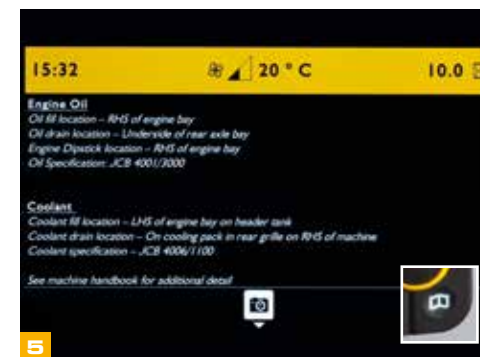 15:32 20 ° C 10.0
Engine Oil
Oil fill location – RHS of engine bay
Oil drain location – Underside of rear axle bay
Engine Dipstick location – RHS of engine bay
Oil Specification: JCB 4001/3000
Coolant
Coolant fill location – LHS of engine bay on header tank
Coolant drain location – On cooling pack in rear grille on RHS of machine
Coolant specification – JCB 4006/1100
See machine handbook for additional detail
5